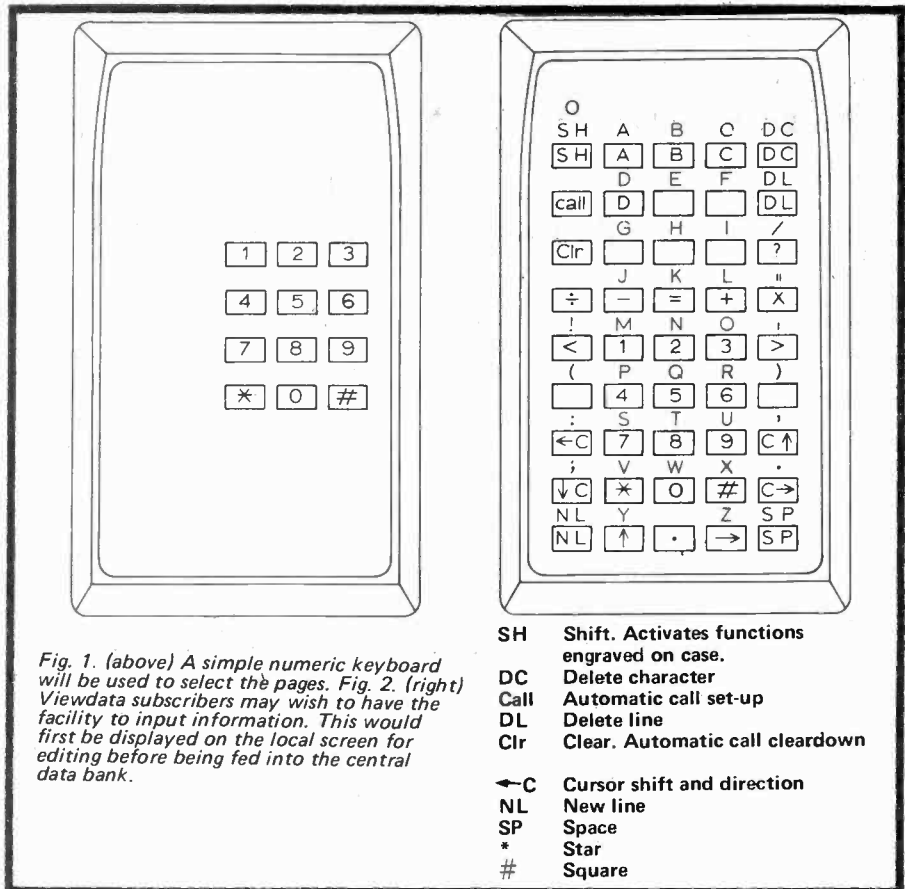 1 2 3
4 5 6
7 8 9
* 0 #
Fig. 1. (above) A simple numeric keyboard
will be used to select the pages. Fig. 2. (right)
Viewdata subscribers may wish to have the
facility to input information. This would
first be displayed on the local screen for
editing before being fed into the central
data bank.
O
SH A B C DC
SH A B C DC
D E F DL
call D DL
G H I /
Clr ?
J K L "
÷ − = + X
! M N O '
< 1 2 3 >
( P Q R )
4 5 6
: S T U ,
←C 7 8 9 C↑
; V W X .
↓C * 0 # C→
NL Y Z SP
NL ↑ . → SP
SH Shift. Activates functions
engraved on case.
DC Delete character
Call Automatic call set-up
DL Delete line
Clr Clear. Automatic call cleardown
←C Cursor shift and direction
NL New line
SP Space
* Star
# Square